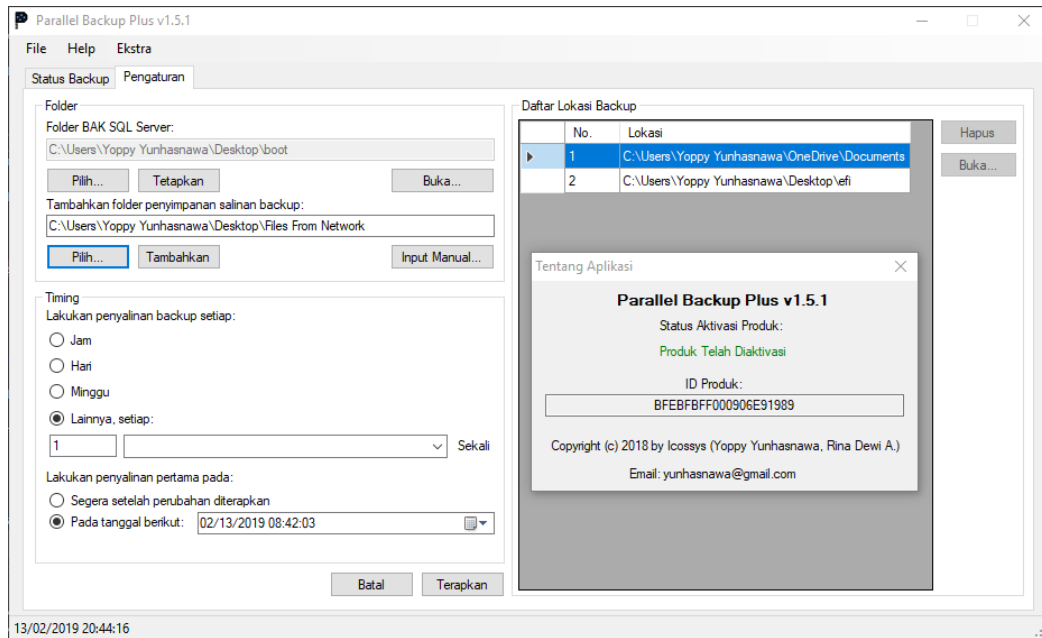 Parallel Backup Plus v1.5.1
File Help Ekstra
Status Backup Pengaturan
Folder
Folder BAK SQL Server:
C:\Users\Yoppy Yunhasnawa\Desktop\boot
Pilih... Tetapkan Buka...
Tambahkan folder penyimpanan salinan backup:
C:\Users\Yoppy Yunhasnawa\Desktop\Files From Network
Pilih... Tambahkan Input Manual...
Timing
Lakukan penyalinan backup setiap:
Jam
Hari
Minggu
Lainnya, setiap:
1 Sekali
Lakukan penyalinan pertama pada:
Segera setelah perubahan diterapkan
Pada tanggal berikut: 02/13/2019 08:42:03
Batal Terapkan
Daftar Lokasi Backup
No. Lokasi
1 C:\Users\Yoppy Yunhasnawa\OneDrive\Documents
2 C:\Users\Yoppy Yunhasnawa\Desktop\efi
Hapus
Buka...
Tentang Aplikasi
Parallel Backup Plus v1.5.1
Status Aktivasi Produk:
Produk Telah Diaktivasi
ID Produk:
BFEBFBFF000906E91989
Copyright (c) 2018 by Icossys (Yoppy Yunhasnawa, Rina Dewi A.)
Email: yunhasnawa@gmail.com
13/02/2019 20:44:16